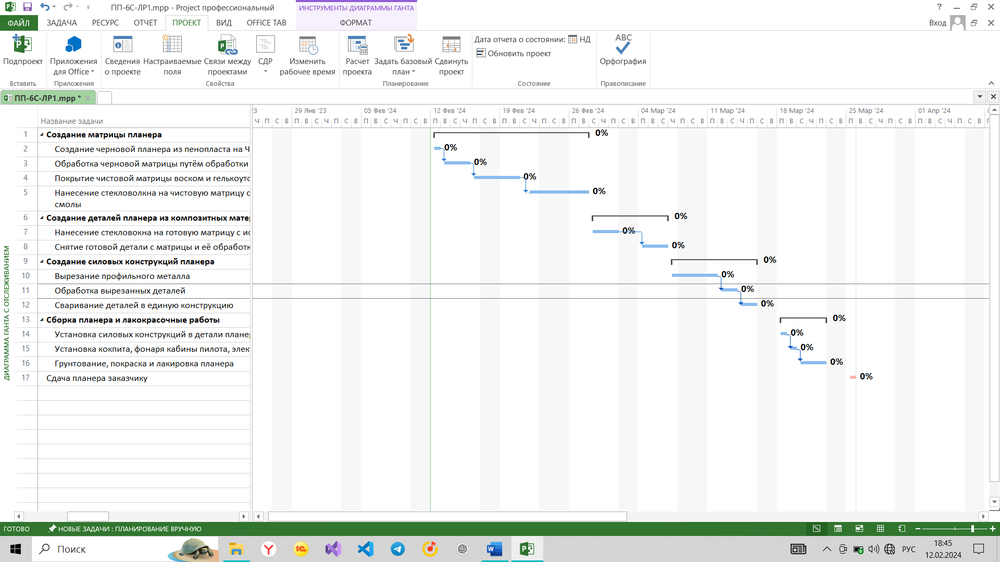 ПП-6С-ЛР1.mpp - Project профессиональный
ИНСТРУМЕНТЫ ДИАГРАММЫ ГАНТА
?
ФАЙЛ ЗАДАЧА РЕСУРС ОТЧЕТ ПРОЕКТ ВИД OFFICE TAB ФОРМАТ Вход
Подпроект
Вставить
Приложения
для Office
Приложения
Сведения
о проекте
Настраиваемые
поля
Связи между
проектами
СДР
Изменить
рабочее время
Свойства
Расчет
проекта
Задать базовый
план
Сдвинуть
проект
Планирование
Дата отчета о состоянии: НД
Обновить проект
Состояние
ABC
Орфография
Правописание
ПП-6С-ЛР1.mpp *
23 29 Янв '23 05 Фев '24 12 Фев '24 19 Фев '24 26 Фев '24 04 Мар '24 11 Мар '24 18 Мар '24 25 Мар '24 01 Апр '24
Название задачи
Ч П С В П В С Ч П С В П В С Ч П С В П В С Ч П С В П В С Ч П С В П В С Ч П С В П В С Ч П С В П В С Ч П С В П В С Ч П С В П В С Ч П С В П В С Ч П С В
1 Создание матрицы планера 0%
2 Создание черновой планера из пенопласта на Ч 0%
3 Обработка черновой матрицы путём обработки 0%
4 Покрытие чистовой матрицы воском и гелькоуто 0%
5 Нанесение стекловолкна на чистовую матрицу с 0%
смолы
6 Создание деталей планера из композитных мате 0%
7 Нанесение стекловокна на готовую матрицу с ис 0%
8 Снятие готовой детали с матрицы и её обработк 0%
9 Создание силовых конструкций планера 0%
10 Вырезание профильного металла 0%
11 Обработка вырезанных деталей 0%
12 Сваривание деталей в единую конструкцию 0%
13 Сборка планера и лакокрасочные работы 0%
14 Установка силовых конструкций в детали планер 0%
15 Установка кокпита, фонаря кабины пилота, элек 0%
16 Грунтование, покраска и лакировка планера 0%
17 Сдача планера заказчику 0%
ДИАГРАММА ГАНТА С ОТСЛЕЖИВАНИЕМ
ГОТОВО НОВЫЕ ЗАДАЧИ : ПЛАНИРОВАНИЕ ВРУЧНУЮ
Поиск
РУС
18:45
12.02.2024